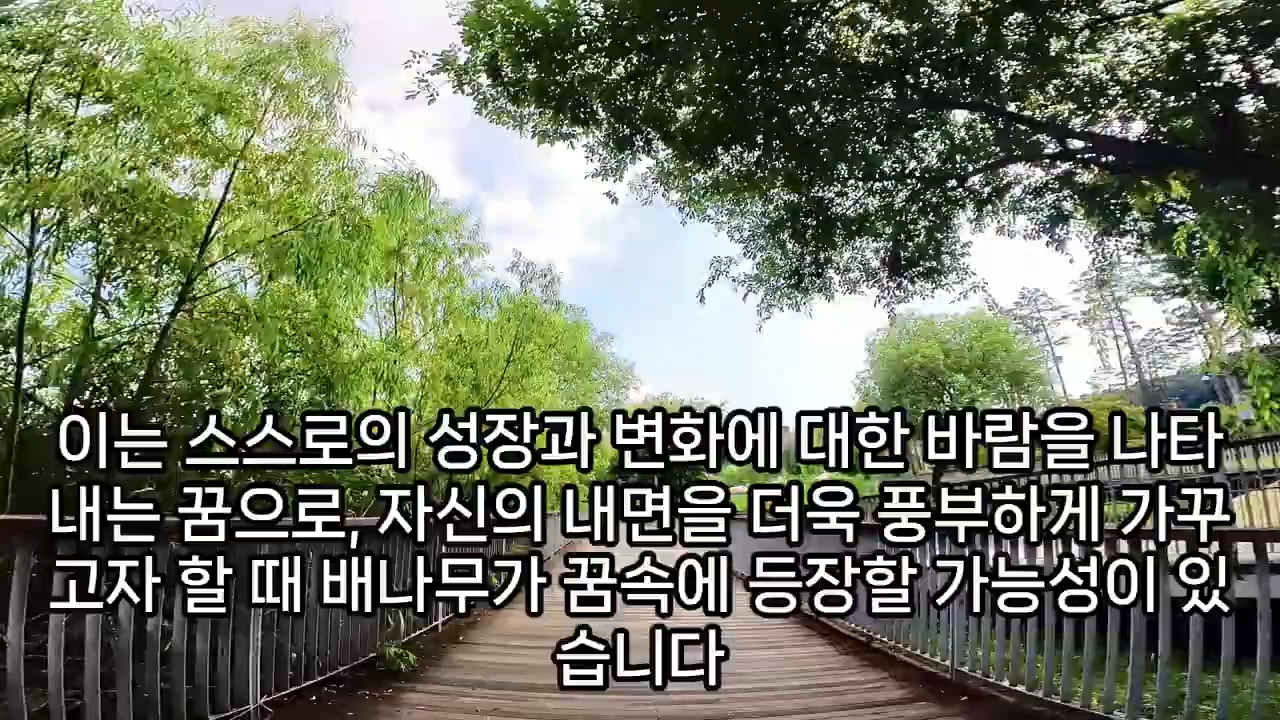 이는 스스로의 성장과 변화에 대한 바람을 나타
내는 꿈으로, 자신의 내면을 더욱 풍부하게 가꾸
고자 할 때 배나무가 꿈속에 등장할 가능성이 있
습니다